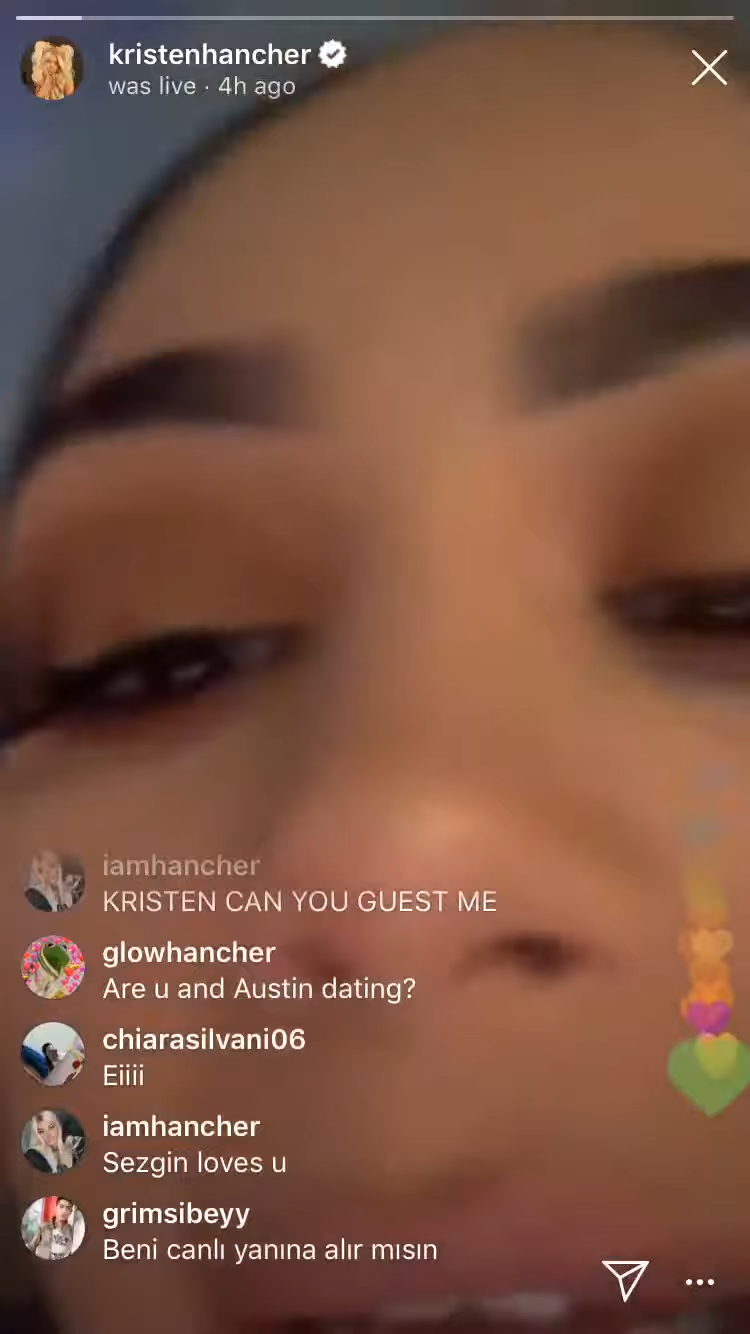 kristenhancher
was live · 4h ago
iamhancher
KRISTEN CAN YOU GUEST ME
glowhancher
Are u and Austin dating?
chiarasilvani06
Eiiii
iamhancher
Sezgin loves u
grimsibeyy
Beni canlı yanına alır mısın